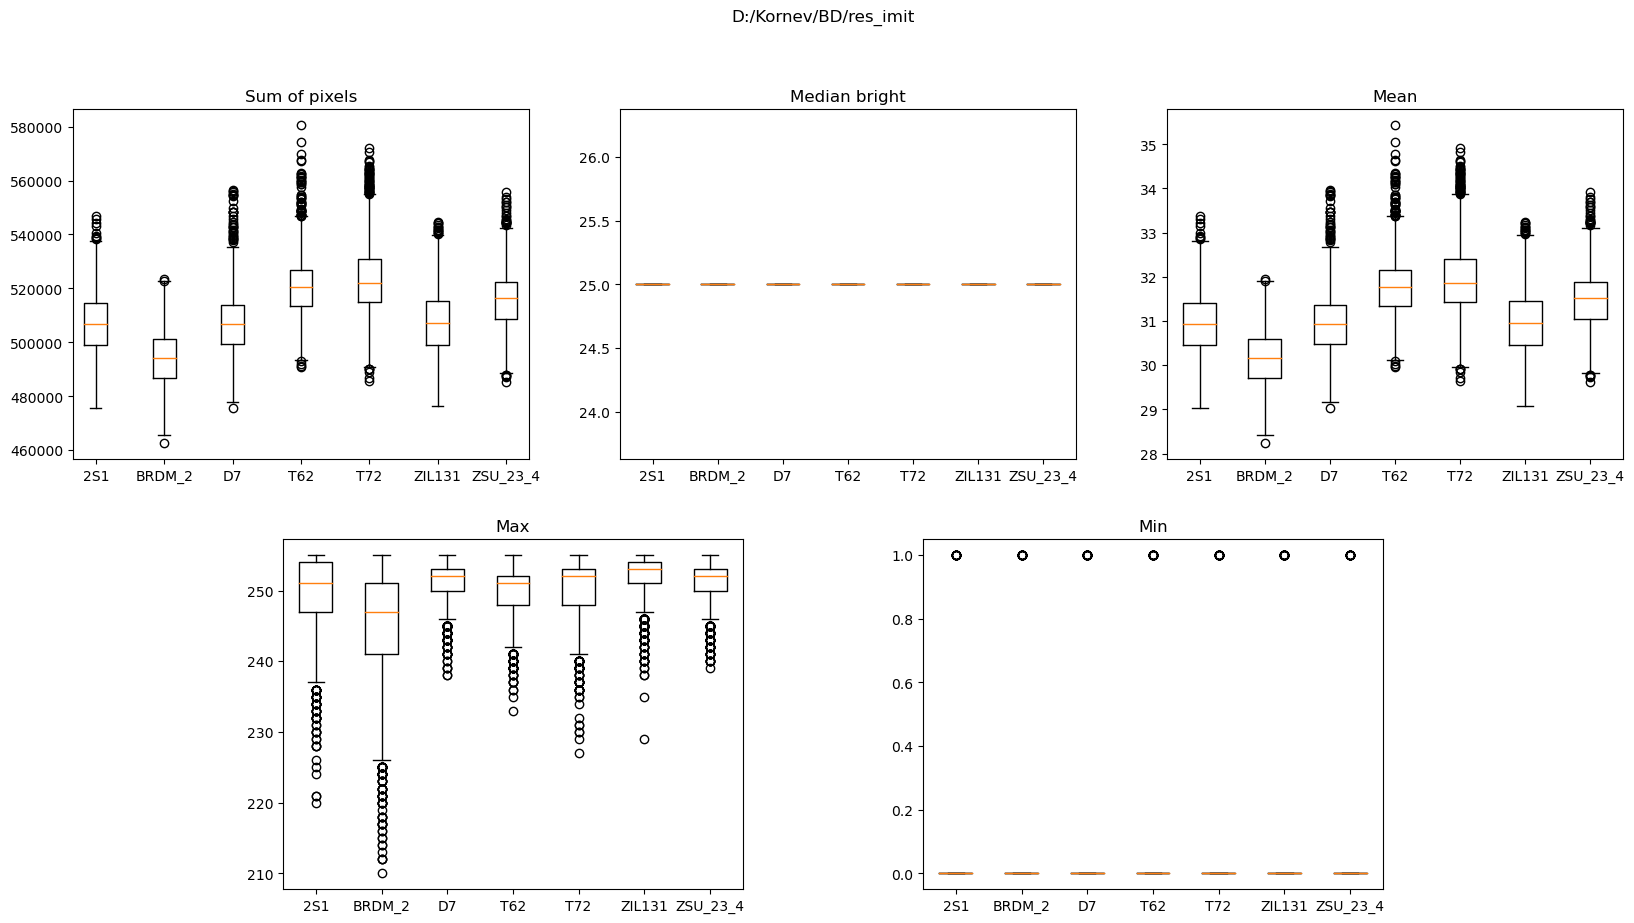 D:/Kornev/BD/res_imit
Sum of pixels
580000
560000
540000
520000
500000
480000
460000
2S1 BRDM_2 D7 T62 T72 ZIL131 ZSU_23_4
Median bright
26.0
25.5
25.0
24.5
24.0
2S1 BRDM_2 D7 T62 T72 ZIL131 ZSU_23_4
Mean
35
34
33
32
31
30
29
28
2S1 BRDM_2 D7 T62 T72 ZIL131 ZSU_23_4
Max
250
240
230
220
210
2S1 BRDM_2 D7 T62 T72 ZIL131 ZSU_23_4
Min
1.0
0.8
0.6
0.4
0.2
0.0
2S1 BRDM_2 D7 T62 T72 ZIL131 ZSU_23_4